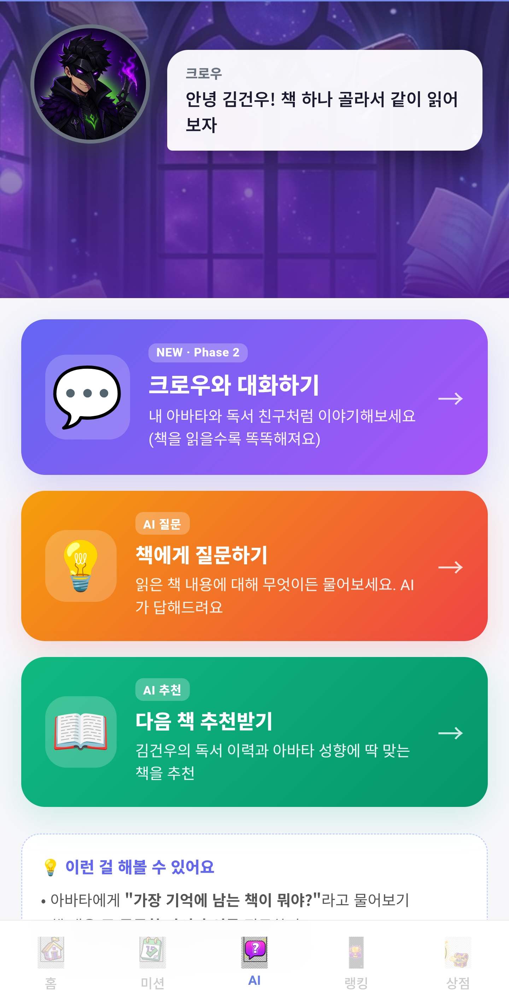 크로우
안녕 김건우! 책 하나 골라서 같이 읽어
보자
NEW · Phase 2
크로우와 대화하기
내 아바타와 독서 친구처럼 이야기해보세요
(책을 읽을수록 똑똑해져요)
AI 질문
책에게 질문하기
읽은 책 내용에 대해 무엇이든 물어보세요. AI
가 답해드려요
AI 추천
다음 책 추천받기
김건우의 독서 이력과 아바타 성향에 딱 맞는
책을 추천
💡 이런 걸 해볼 수 있어요
• 아바타에게 "가장 기억에 남는 책이 뭐야?"라고 물어보기
홈
미션
AI
랭킹
상점